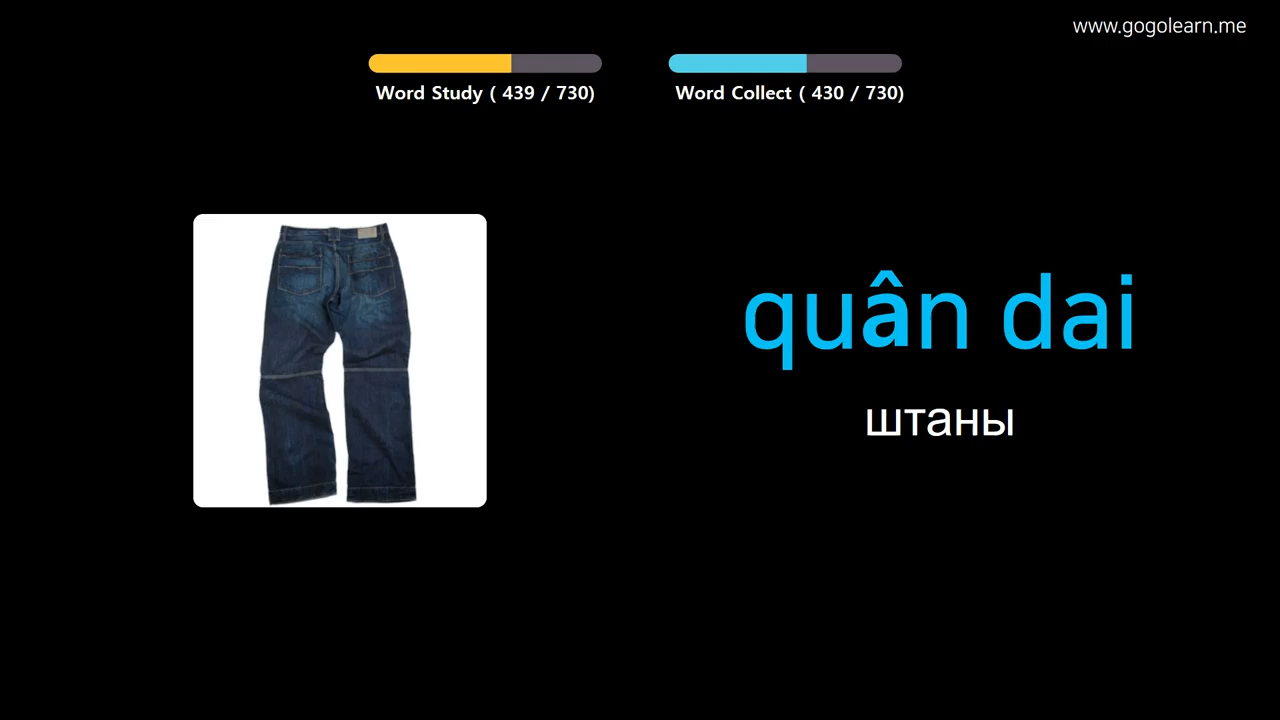 www.gogolearn.me
Word Study ( 439 / 730)
Word Collect ( 430 / 730)
quân dai
штаны